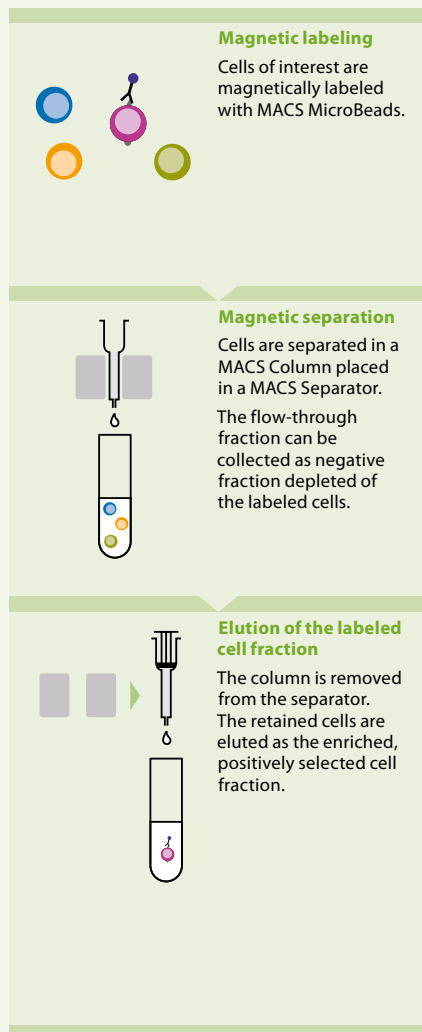 Magnetic labeling
Cells of interest are
magnetically labeled
with MACS MicroBeads.
Magnetic separation
Cells are separated in a
MACS Column placed
in a MACS Separator.
The flow-through
fraction can be
collected as negative
fraction depleted of
the labeled cells.
Elution of the labeled
cell fraction
The column is removed
from the separator.
The retained cells are
eluted as the enriched,
positively selected cell
fraction.